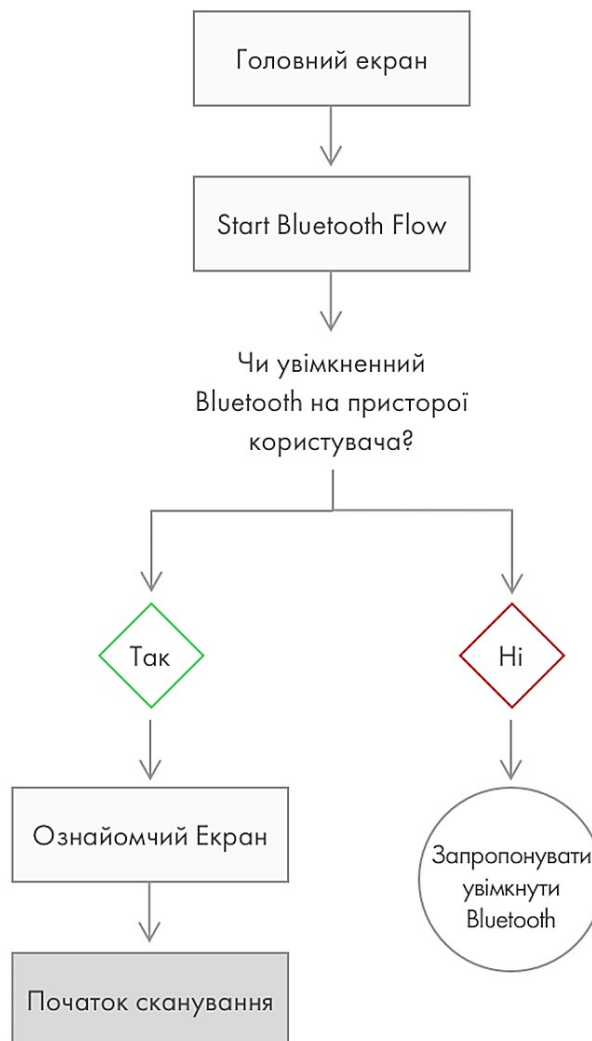 Головний екран
Start Bluetooth Flow
Чи увімкненний
Bluetooth на присторої
користувача?
Так
Ні
Ознайомчий Екран
Запропонувати
увімкнути
Bluetooth
Початок сканування